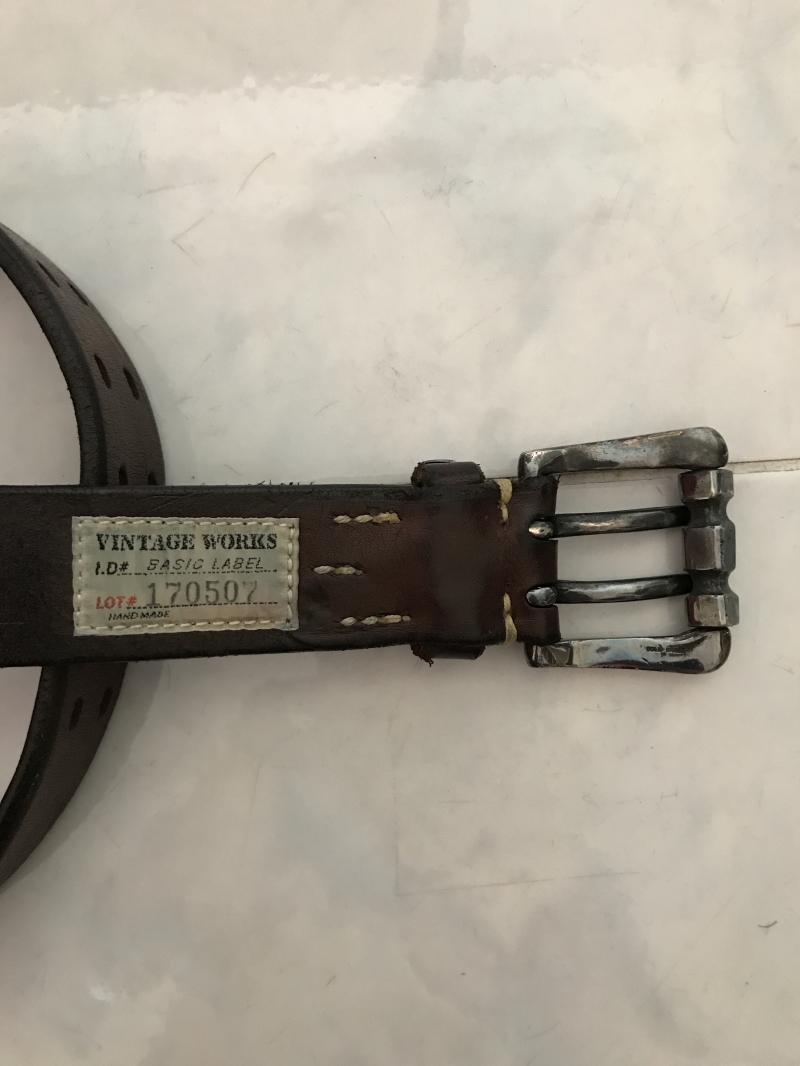 VINTAGE WORKS
I.D# BASIC LABEL
LOT# 170507
HAND MADE